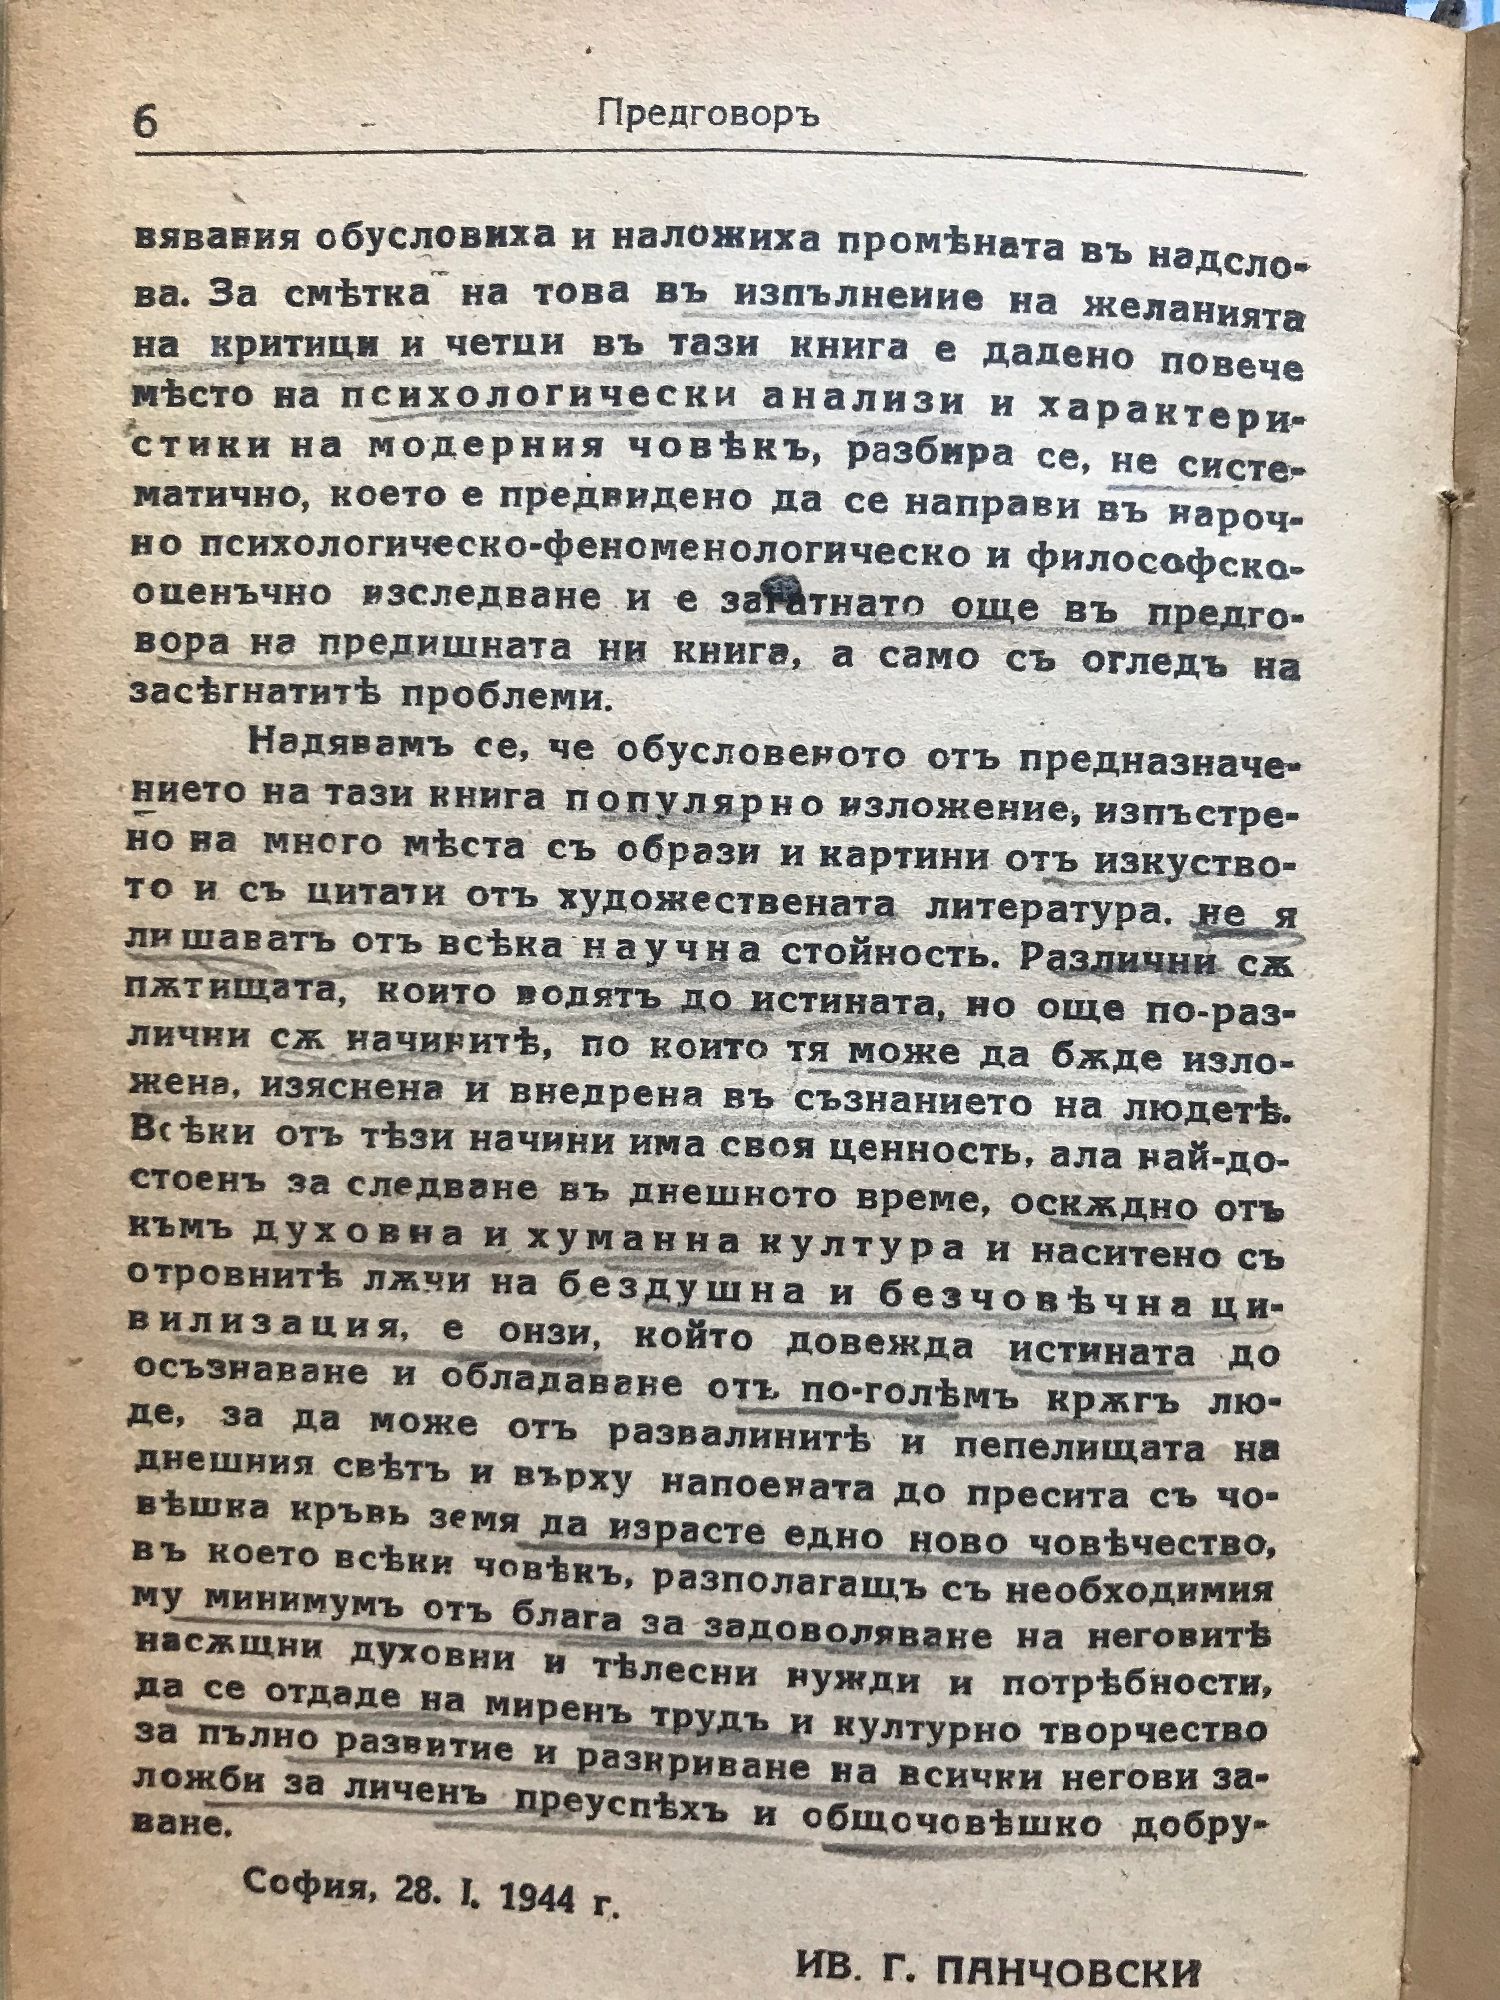 6
Предговоръ
вявания обусловиха и наложиха промѣната въ надсло-
ва. За смѣтка на това въ изпълнение на желанията
на критици и четци въ тази книга е дадено повече
мѣсто на психологически анализи и характери-
стики на модерния човѣкъ, разбира се, не систе-
матично, което е предвидено да се направи въ нароч-
но психологическо-феноменологическо и философско-
оценъчно изследване и е загатнато още въ предго-
вора на предишната ни книга, а само съ огледъ на
засѣгнатитѣ проблеми.
Надявамъ се, че обусловеното отъ предназначе-
нието на тази книга популярно изложение, изпъстре-
но на много мѣста съ образи и картини отъ изкуство-
то и съ цитати отъ художествената литература. не я
лишаватъ отъ всѣка научна стойность. Различни сѫ
пѫтищата, които водятъ до истината, но още по-раз-
лични сѫ начинитѣ, по които тя може да бѫде изло-
жена, изяснена и внедрена въ съзнанието на людетѣ.
Всѣки отъ тѣзи начини има своя ценность, ала най-до-
стоенъ за следване въ днешното време, оскѫдно отъ
къмъ духовна и хуманна култура и наситено съ
отровнитѣ лѫчи на бездушна и безчовѣчна ци-
вилизация, е онзи, който довежда истината до
осъзнаване и обладаване отъ по-голѣмъ крѫгъ лю-
де, за да може отъ развалинитѣ и пепелищата на
днешния свѣтъ и върху напоената до пресита съ чо-
вѣшка кръвь земя да израсте едно ново човѣчество,
въ което всѣки човѣкъ, разполагащъ съ необходимия
му минимумъ отъ блага за задоволяване на неговитѣ
насѫщни духовни и тѣлесни нужди и потрѣбности,
да се отдаде на миренъ трудъ и културно творчество
за пълно развитие и разкриване на всички негови за-
ложби за личенъ преуспѣхъ и общочовѣшко добру-
ване.
София, 28. I. 1944 г.
ИВ. Г. ПАНЧОВСКИ